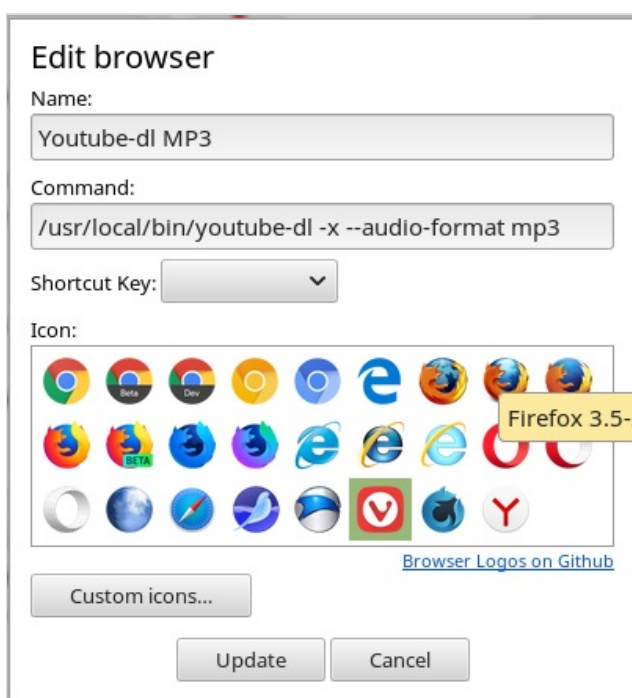 Edit browser
Name:
Youtube-dl MP3
Command:
/usr/local/bin/youtube-dl -x --audio-format mp3
Shortcut Key:
Icon:
Beta
Dev
Firefox 3.5-
BETA
Browser Logos on Github
Custom icons...
Update
Cancel